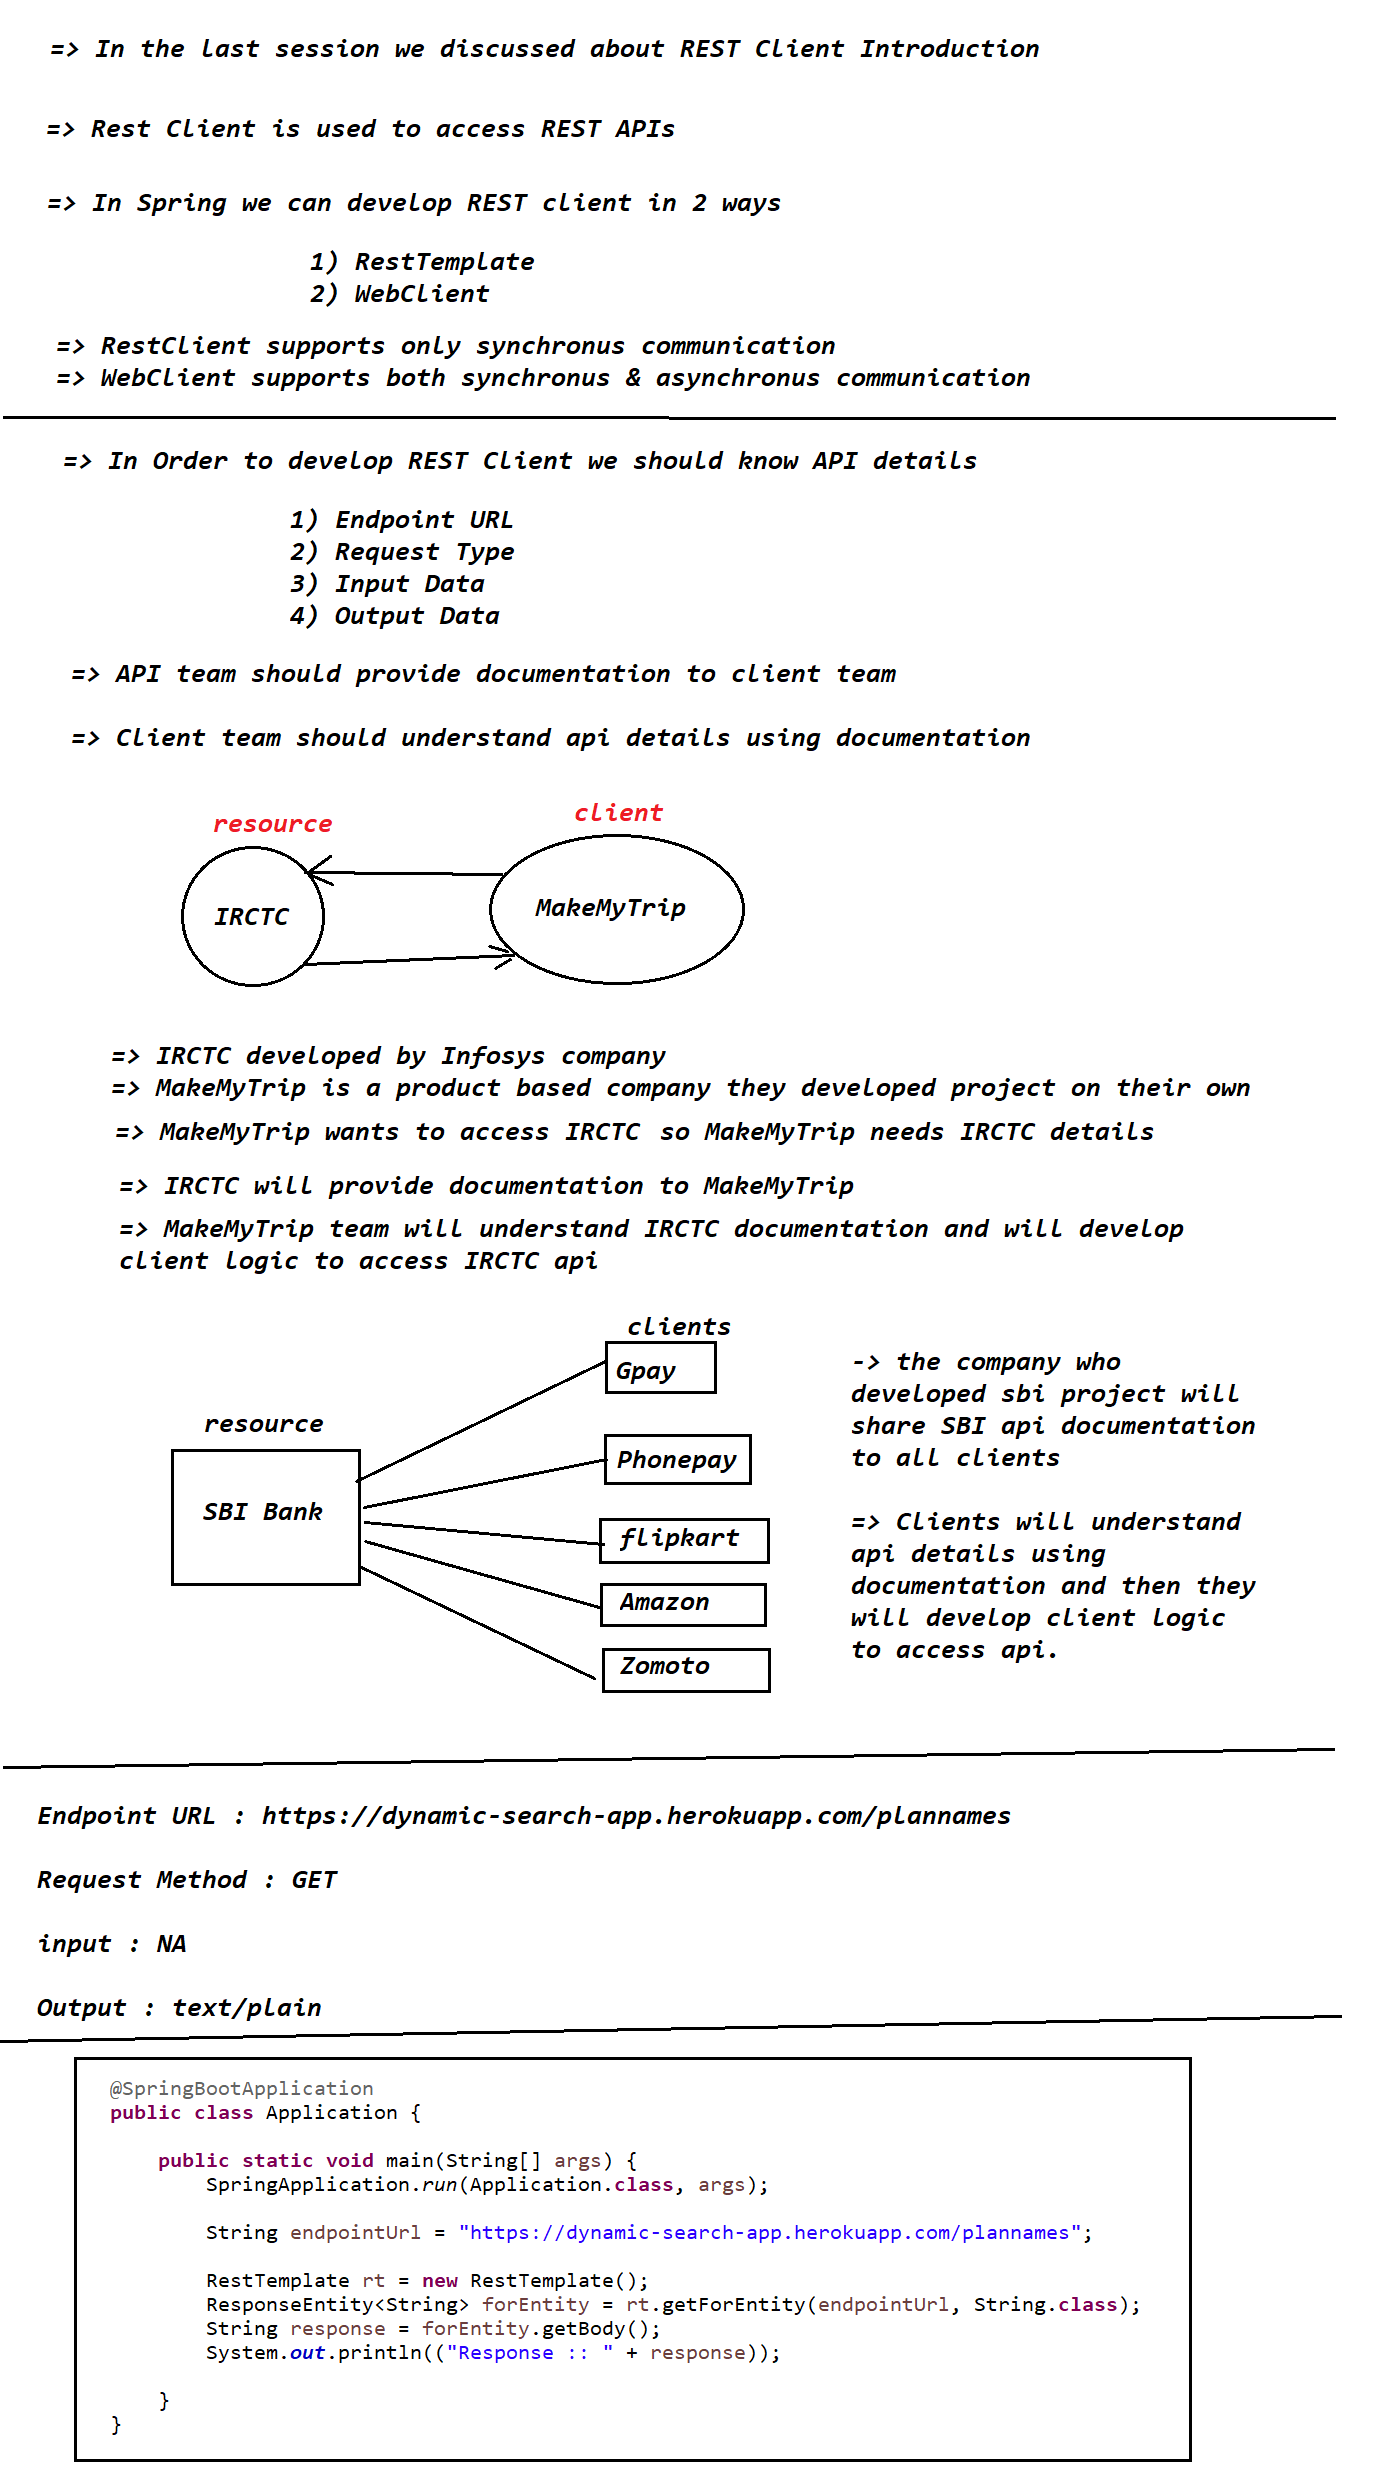 => In the last session we discussed about REST Client Introduction
=> Rest Client is used to access REST APIs
=> In Spring we can develop REST client in 2 ways
1) RestTemplate
2) WebClient
=> RestClient supports only synchronus communication
=> WebClient supports both synchronus & asynchronus communication
=> In Order to develop REST Client we should know API details
1) Endpoint URL
2) Request Type
3) Input Data
4) Output Data
=> API team should provide documentation to client team
=> Client team should understand api details using documentation
resource
client
IRCTC
MakeMyTrip
=> IRCTC developed by Infosys company
=> MakeMyTrip is a product based company they developed project on their own
=> MakeMyTrip wants to access IRCTC so MakeMyTrip needs IRCTC details
=> IRCTC will provide documentation to MakeMyTrip
=> MakeMyTrip team will understand IRCTC documentation and will develop
client logic to access IRCTC api
clients
resource
SBI Bank
Gpay
Phonepay
flipkart
Amazon
Zomoto
-> the company who
developed sbi project will
share SBI api documentation
to all clients
=> Clients will understand
api details using
documentation and then they
will develop client logic
to access api.
Endpoint URL : https://dynamic-search-app.herokuapp.com/plannames
Request Method : GET
input : NA
Output : text/plain
@SpringBootApplication
public class Application {
public static void main(String[] args) {
SpringApplication.run(Application.class, args);
String endpointUrl = "https://dynamic-search-app.herokuapp.com/plannames";
RestTemplate rt = new RestTemplate();
ResponseEntity<String> forEntity = rt.getForEntity(endpointUrl, String.class);
String response = forEntity.getBody();
System.out.println(("Response :: " + response));
}
}